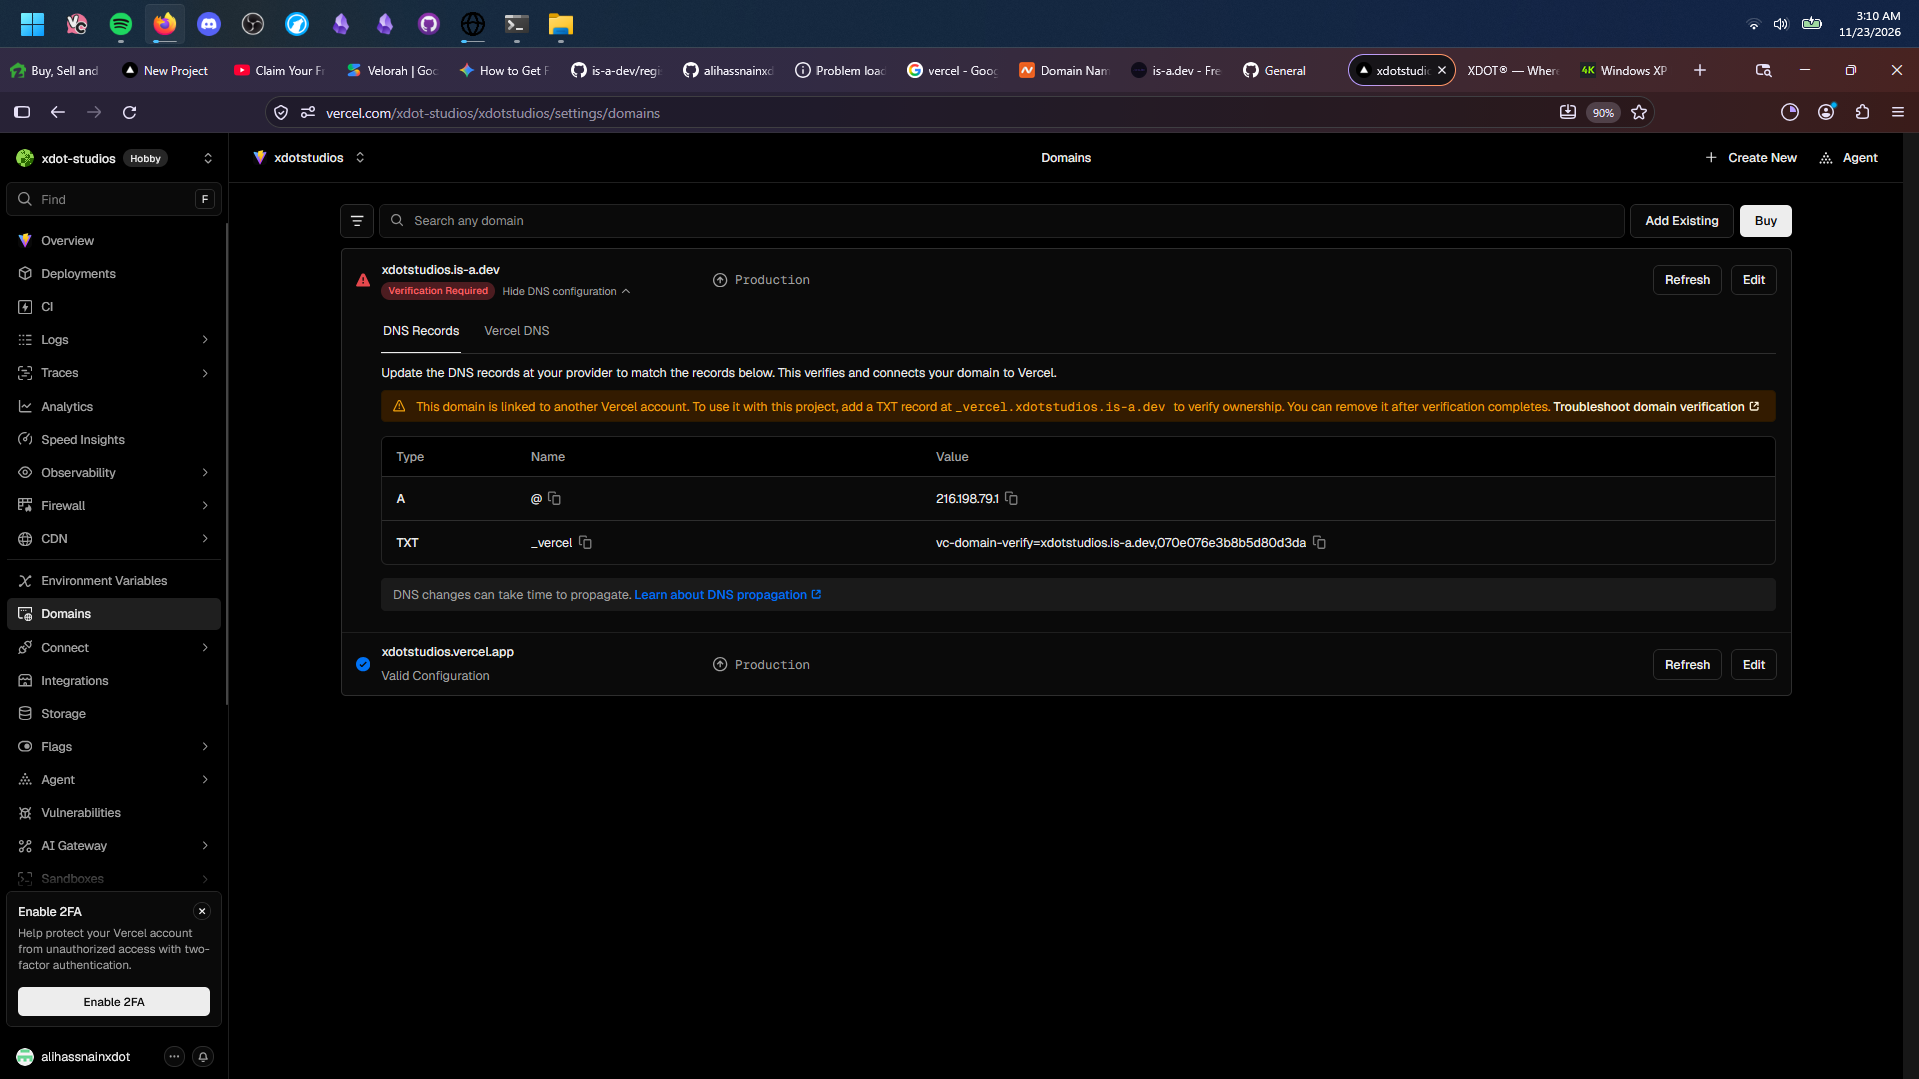 3:10 AM
11/23/2026
Buy, Sell and
New Project
Claim Your Fr
Velorah | Goo
How to Get F
is-a-dev/regi
alihassnainxd
Problem load
vercel - Goog
Domain Nam
is-a.dev - Fre
General
xdotstudio
XDOT® — Where
4K Windows XP
vercel.com/xdot-studios/xdotstudios/settings/domains
90%
xdot-studios Hobby
xdotstudios
Domains
Create New
Agent
Find F
Search any domain
Add Existing
Buy
Overview
Deployments
CI
Logs
Traces
Analytics
Speed Insights
Observability
Firewall
CDN
Environment Variables
Domains
Connect
Integrations
Storage
Flags
Agent
Vulnerabilities
AI Gateway
Sandboxes
Enable 2FA
Help protect your Vercel account
from unauthorized access with two-
factor authentication.
Enable 2FA
alihassnainxdot
xdotstudios.is-a.dev
Verification Required Hide DNS configuration
Production
Refresh
Edit
DNS Records Vercel DNS
Update the DNS records at your provider to match the records below. This verifies and connects your domain to Vercel.
This domain is linked to another Vercel account. To use it with this project, add a TXT record at _vercel.xdotstudios.is-a.dev to verify ownership. You can remove it after verification completes. Troubleshoot domain verification
Type Name Value
A @ 216.198.79.1
TXT _vercel vc-domain-verify=xdotstudios.is-a.dev,070e076e3b8b5d80d3da
DNS changes can take time to propagate. Learn about DNS propagation
xdotstudios.vercel.app
Valid Configuration
Production
Refresh
Edit